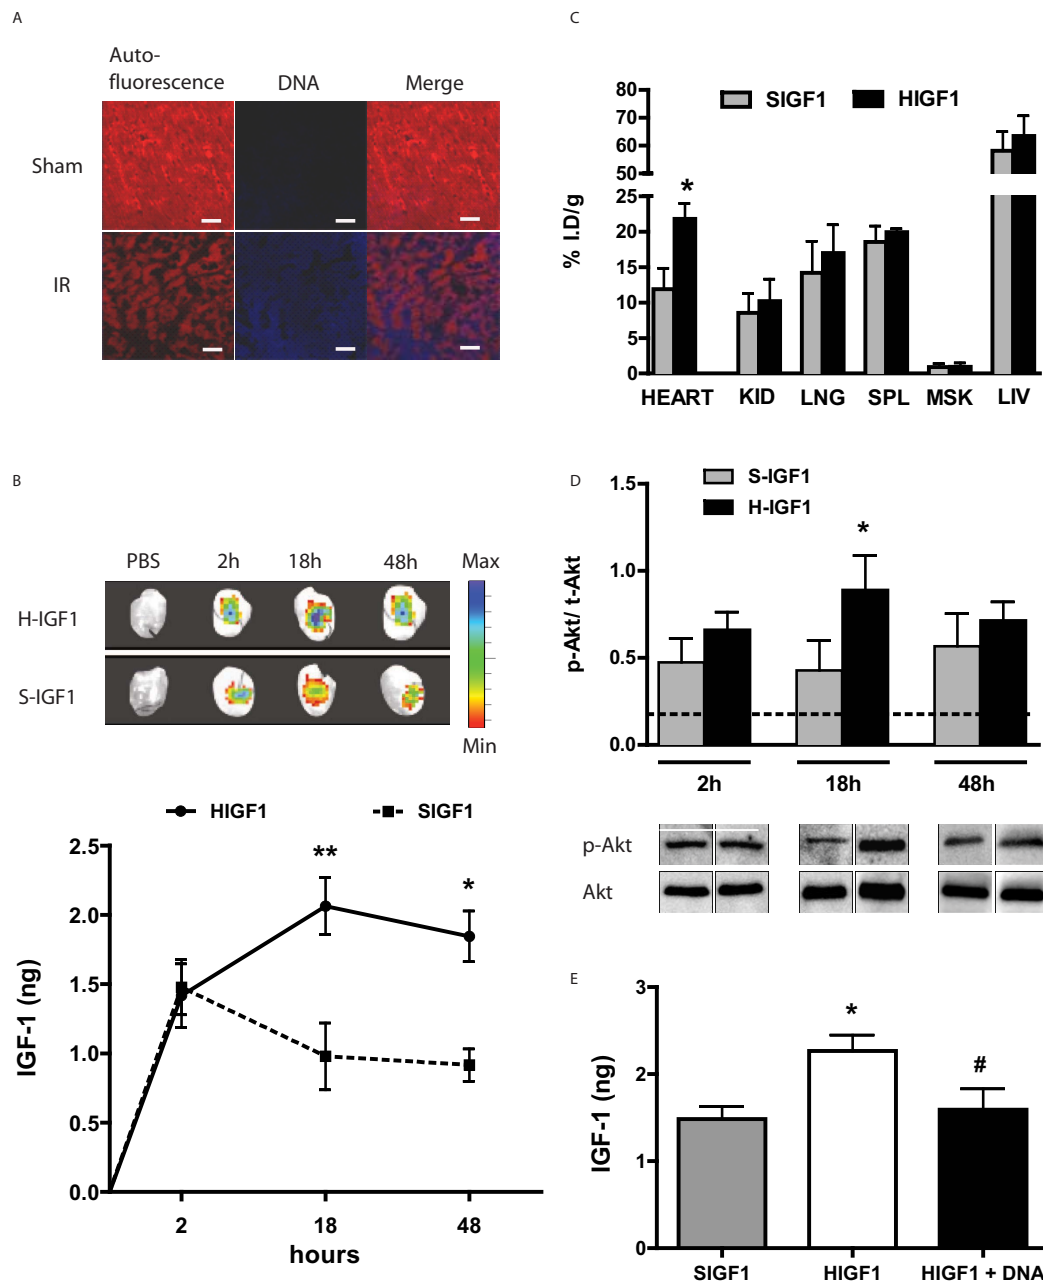 A
Auto-
fluorescence DNA Merge
Sham
IR
B
PBS 2h 18h 48h Max
H-IGF1
S-IGF1
Min
HIGF1 SIGF1
2.5
2.0
1.5
1.0
0.5
0.0
IGF-1 (ng)
** *
2 18 48
hours
C
SIGF1 HIGF1
80
70
60
50
25
20
15
10
5
0
% I.D/g
*
HEART KID LNG SPL MSK LIV
D
S-IGF1
H-IGF1
1.5
1.0
0.5
0.0
p-Akt/ t-Akt
*
2h 18h 48h
p-Akt
Akt
E
3
2
1
0
IGF-1 (ng)
* #
SIGF1 HIGF1 HIGF1 + DNA